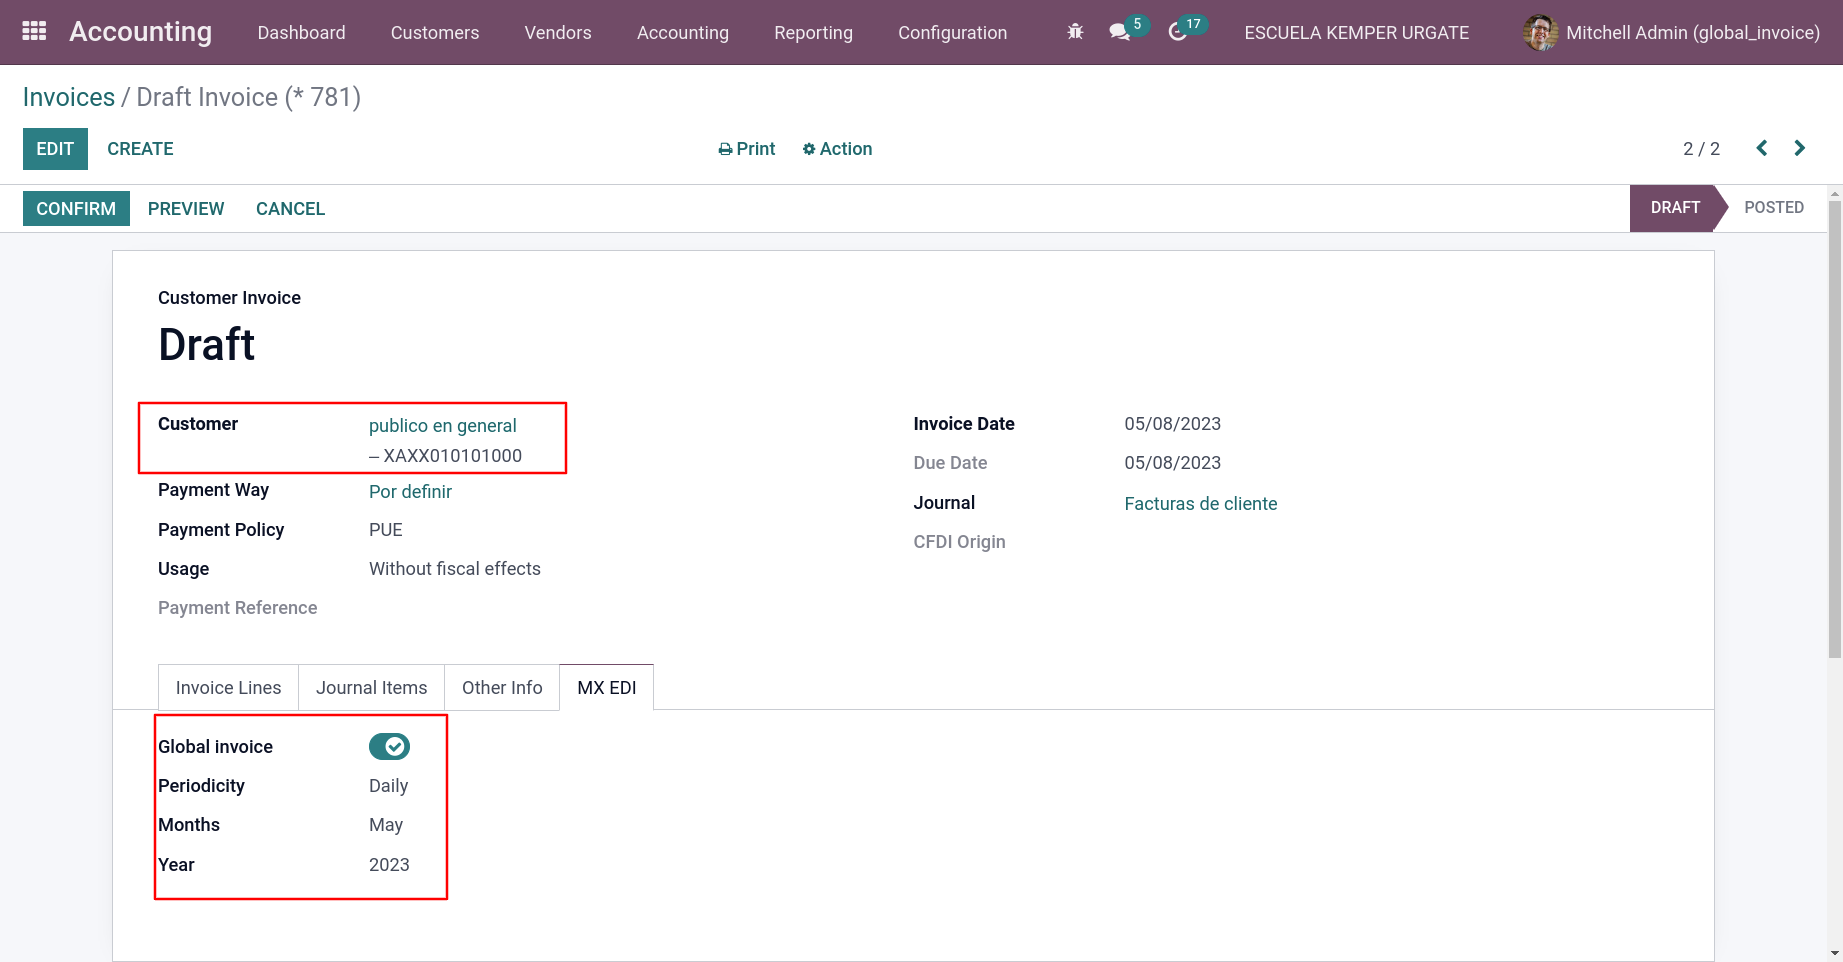 Accounting Dashboard Customers Vendors Accounting Reporting Configuration 5 17 ESCUELA KEMPER URGATE Mitchell Admin (global_invoice)
Invoices / Draft Invoice (* 781)
EDIT CREATE Print Action 2 / 2
CONFIRM PREVIEW CANCEL DRAFT POSTED
Customer Invoice
Draft
Customer publico en general Invoice Date 05/08/2023
– XAXX010101000
Due Date 05/08/2023
Payment Way Por definir
Journal Facturas de cliente
Payment Policy PUE
CFDI Origin
Usage Without fiscal effects
Payment Reference
Invoice Lines Journal Items Other Info MX EDI
Global invoice
Periodicity Daily
Months May
Year 2023